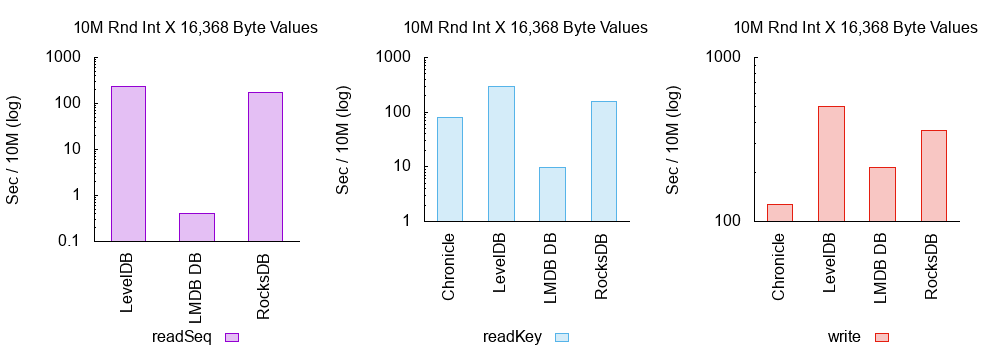 10M Rnd Int X 16,368 Byte Values
Sec / 10M (log)
1000
100
10
1
0.1
LevelDB
LMDB DB
RocksDB
readSeq
10M Rnd Int X 16,368 Byte Values
Sec / 10M (log)
1000
100
10
1
Chronicle
LevelDB
LMDB DB
RocksDB
readKey
10M Rnd Int X 16,368 Byte Values
Sec / 10M (log)
1000
100
Chronicle
LevelDB
LMDB DB
RocksDB
write